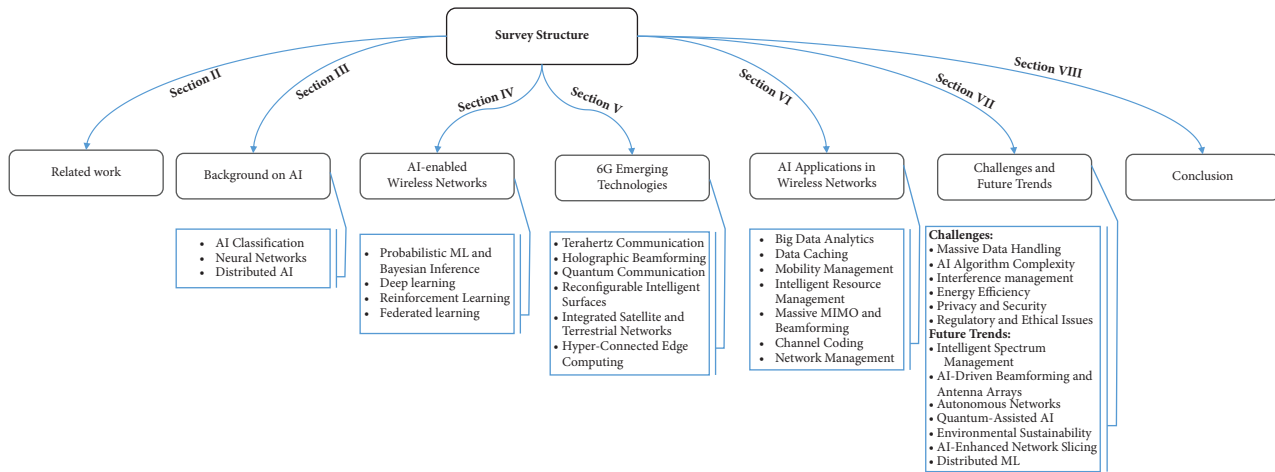 Survey Structure
Section II
Section III
Section IV
Section V
Section VI
Section VII
Section VIII
Related work
Background on AI
AI-enabled
Wireless Networks
6G Emerging
Technologies
AI Applications in
Wireless Networks
Challenges and
Future Trends
Conclusion
• AI Classification
• Neural Networks
• Distributed AI
• Probabilistic ML and
Bayesian Inference
• Deep learning
• Reinforcement Learning
• Federated learning
• Terahertz Communication
• Holographic Beamforming
• Quantum Communication
• Reconfigurable Intelligent
Surfaces
• Integrated Satellite and
Terrestrial Networks
• Hyper-Connected Edge
Computing
• Big Data Analytics
• Data Caching
• Mobility Management
• Intelligent Resource
Management
• Massive MIMO and
Beamforming
• Channel Coding
• Network Management
Challenges:
• Massive Data Handling
• AI Algorithm Complexity
• Interference management
• Energy Efficiency
• Privacy and Security
• Regulatory and Ethical Issues
Future Trends:
• Intelligent Spectrum
Management
• AI-Driven Beamforming and
Antenna Arrays
• Autonomous Networks
• Quantum-Assisted AI
• Environmental Sustainability
• AI-Enhanced Network Slicing
• Distributed ML